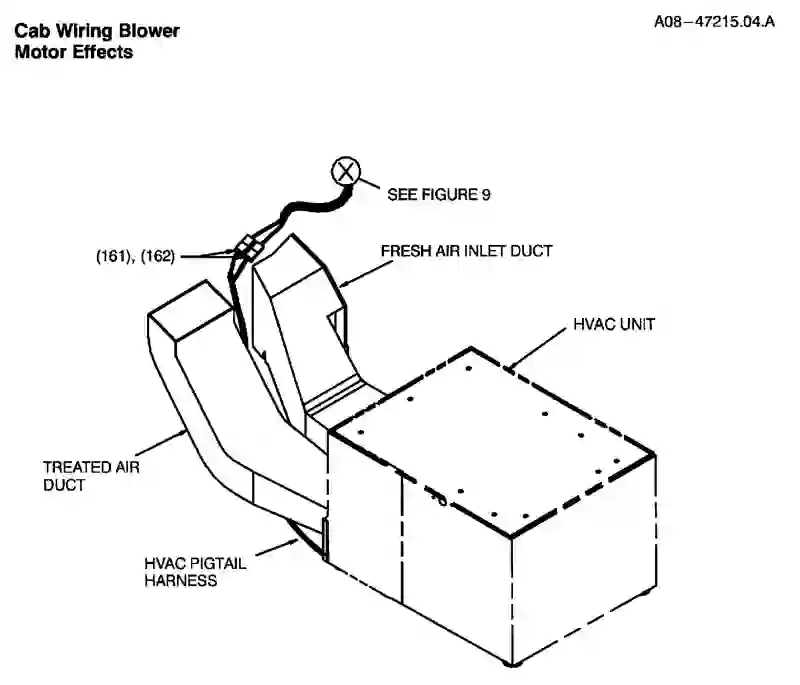 Cab Wiring Blower
Motor Effects
A08-47215.04.A
SEE FIGURE 9
(161), (162)
FRESH AIR INLET DUCT
HVAC UNIT
TREATED AIR
DUCT
HVAC PIGTAIL
HARNESS